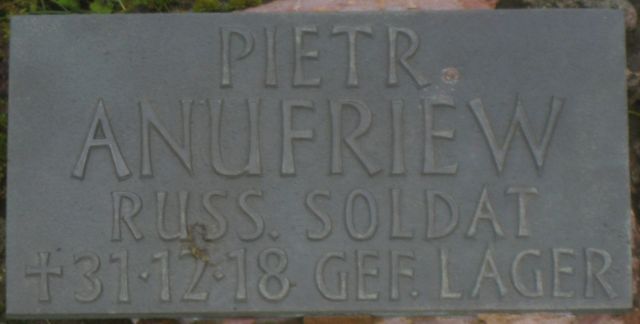 PIETR
ANUFRIEW
RUSS. SOLDAT
✝31·12·18 GEF. LAGER